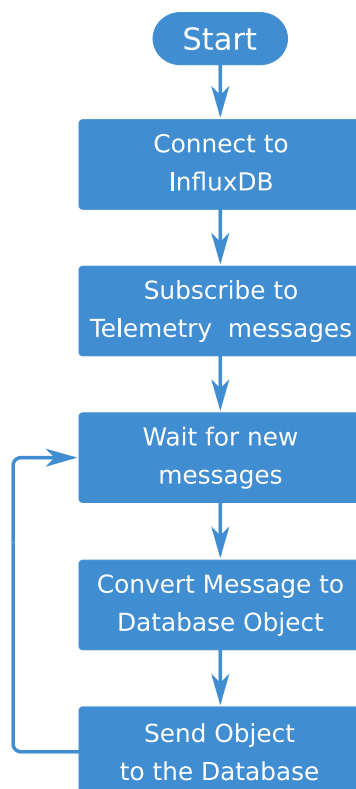 Start
Connect to
InfluxDB
Subscribe to
Telemetry  messages
Wait for new
messages
Convert Message to
Database Object
Send Object
to the Database